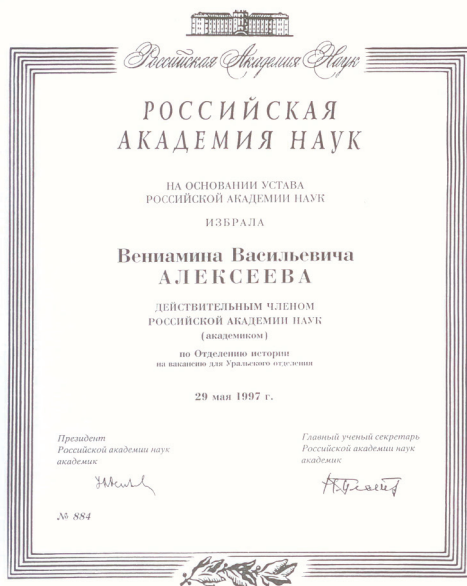 Российская Академия Наук
РОССИЙСКАЯ
АКАДЕМИЯ НАУК
НА ОСНОВАНИИ УСТАВА
РОССИЙСКОЙ АКАДЕМИИ НАУК
ИЗБРАЛА
Вениамина Васильевича
АЛЕКСЕЕВА
ДЕЙСТВИТЕЛЬНЫМ ЧЛЕНОМ
РОССИЙСКОЙ АКАДЕМИИ НАУК
(академиком)
по Отделению истории
на вакансию для Уральского отделения
29 мая 1997 г.
Президент
Российской академии наук
академик
Главный ученый секретарь
Российской академии наук
академик
№ 884